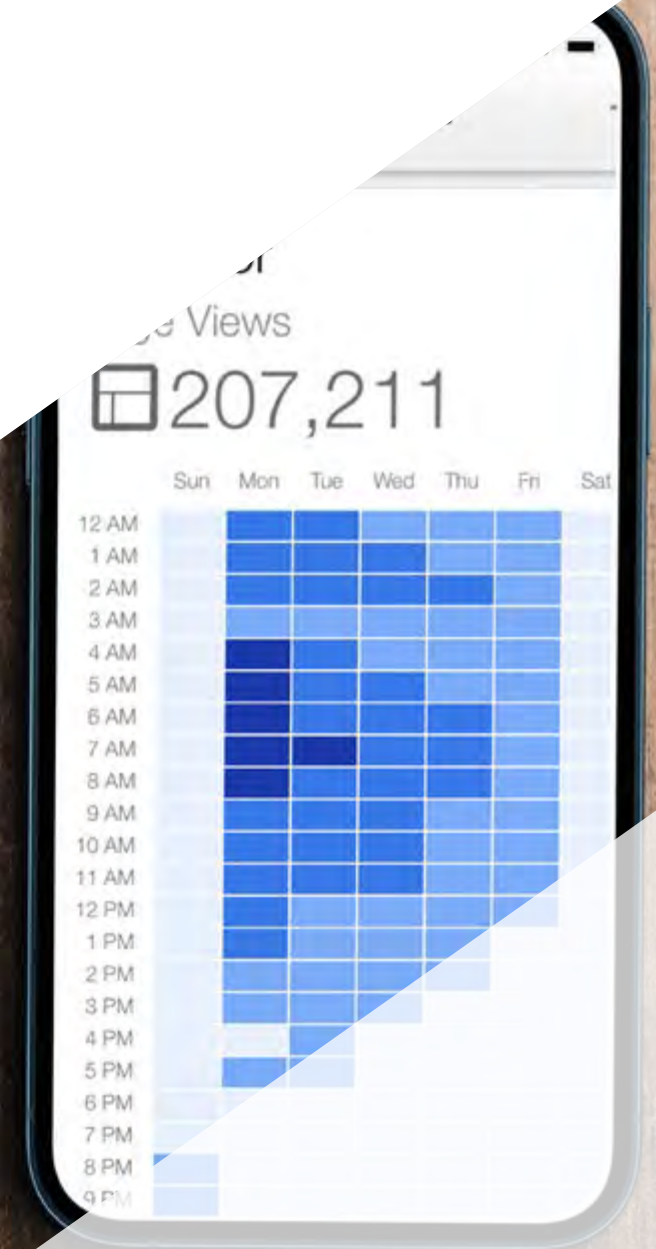 Views
207,211
Sun Mon Tue Wed Thu Fri Sat
12 AM
1 AM
2 AM
3 AM
4 AM
5 AM
6 AM
7 AM
8 AM
9 AM
10 AM
11 AM
12 PM
1 PM
2 PM
3 PM
4 PM
5 PM
6 PM
7 PM
8 PM
9 PM